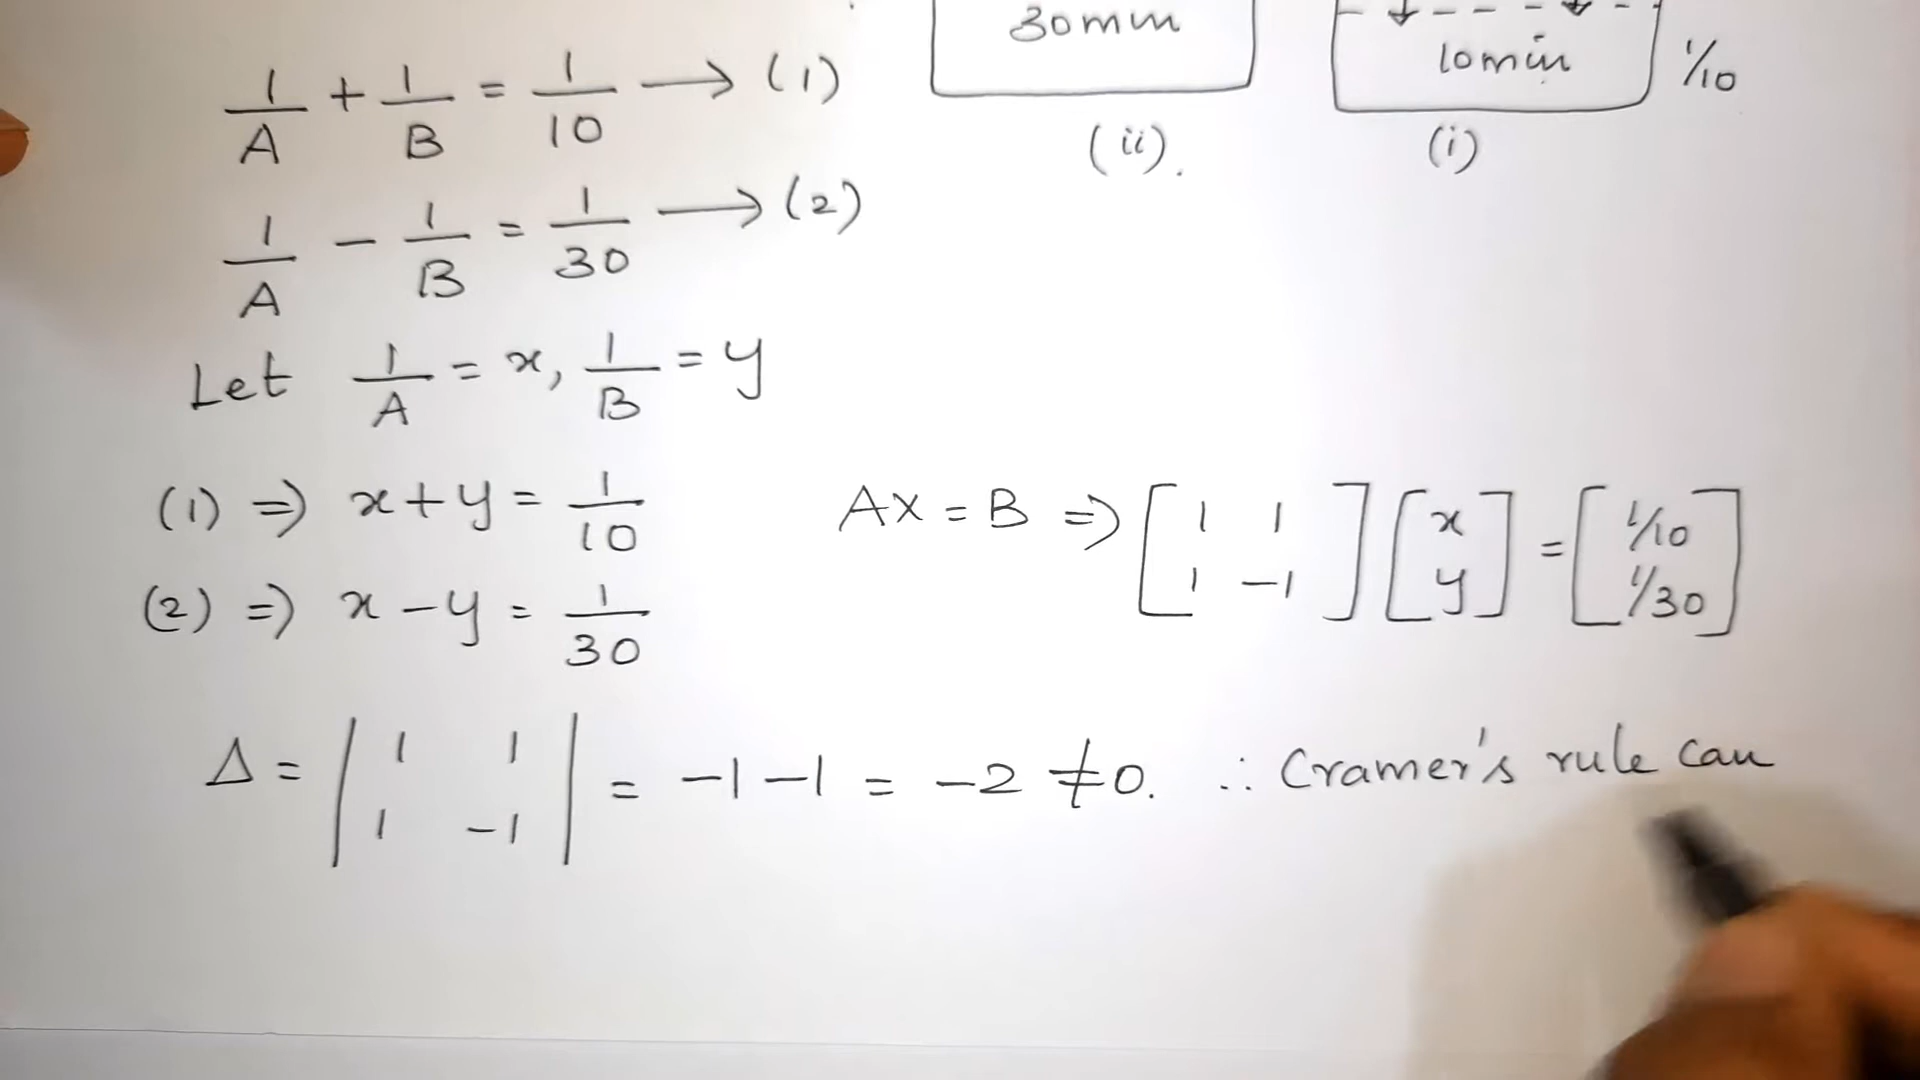 30min
10min 1/10
(ii). (i)
1/A + 1/B = 1/10 ⟶ (1)
1/A − 1/B = 1/30 ⟶ (2)
Let 1/A = x, 1/B = y
(1) ⇒ x + y = 1/10
(2) ⇒ x − y = 1/30
AX = B ⇒ [1 1; 1 −1] [x; y] = [1/10; 1/30]
Δ = |1 1; 1 −1| = −1 −1 = −2 ≠ 0. ∴ Cramer's rule can